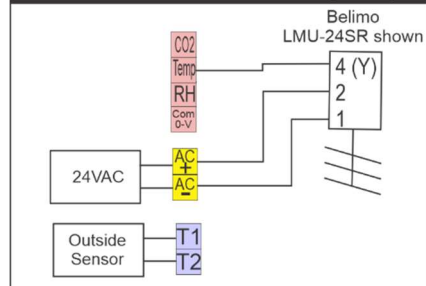 Belimo
LMU-24SR shown
CO2
Temp
RH
Com
0-V
4 (Y)
2
1
24VAC
AC
+
AC
-
Outside
Sensor
T1
T2